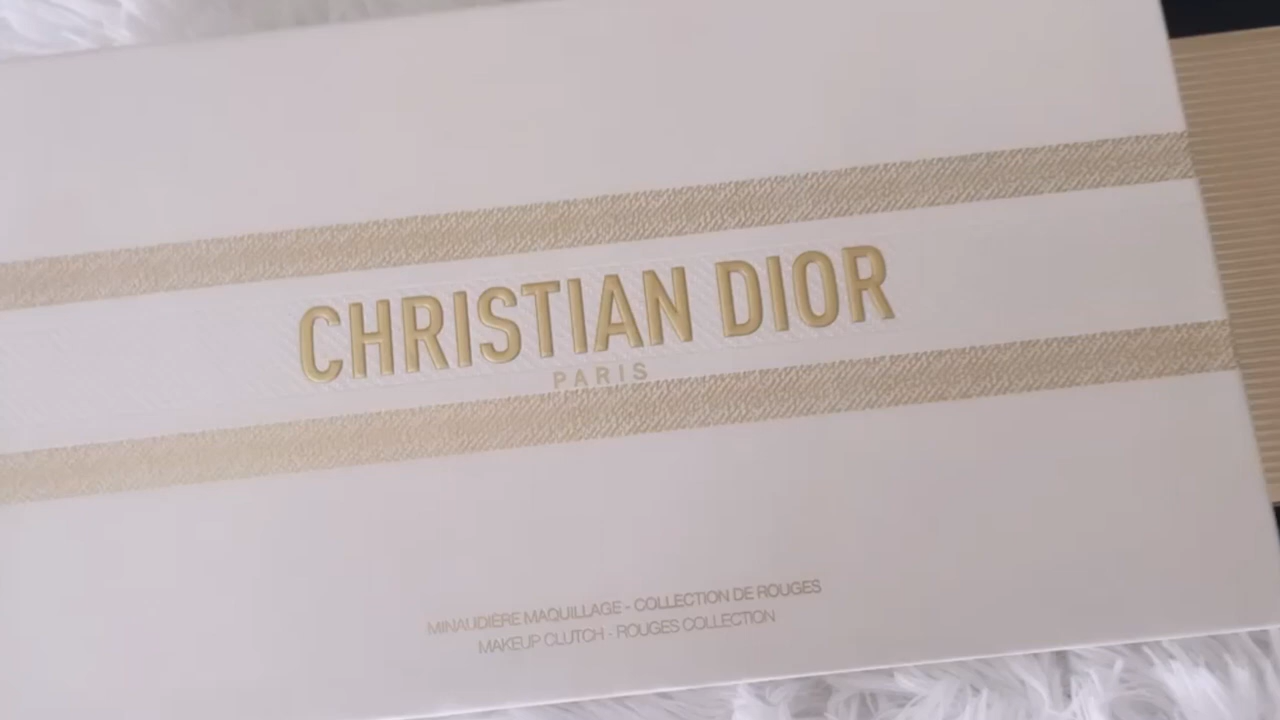 CHRISTIAN DIOR
PARIS
MINAUDIÈRE MAQUILLAGE - COLLECTION DE ROUGES
MAKEUP CLUTCH - ROUGES COLLECTION